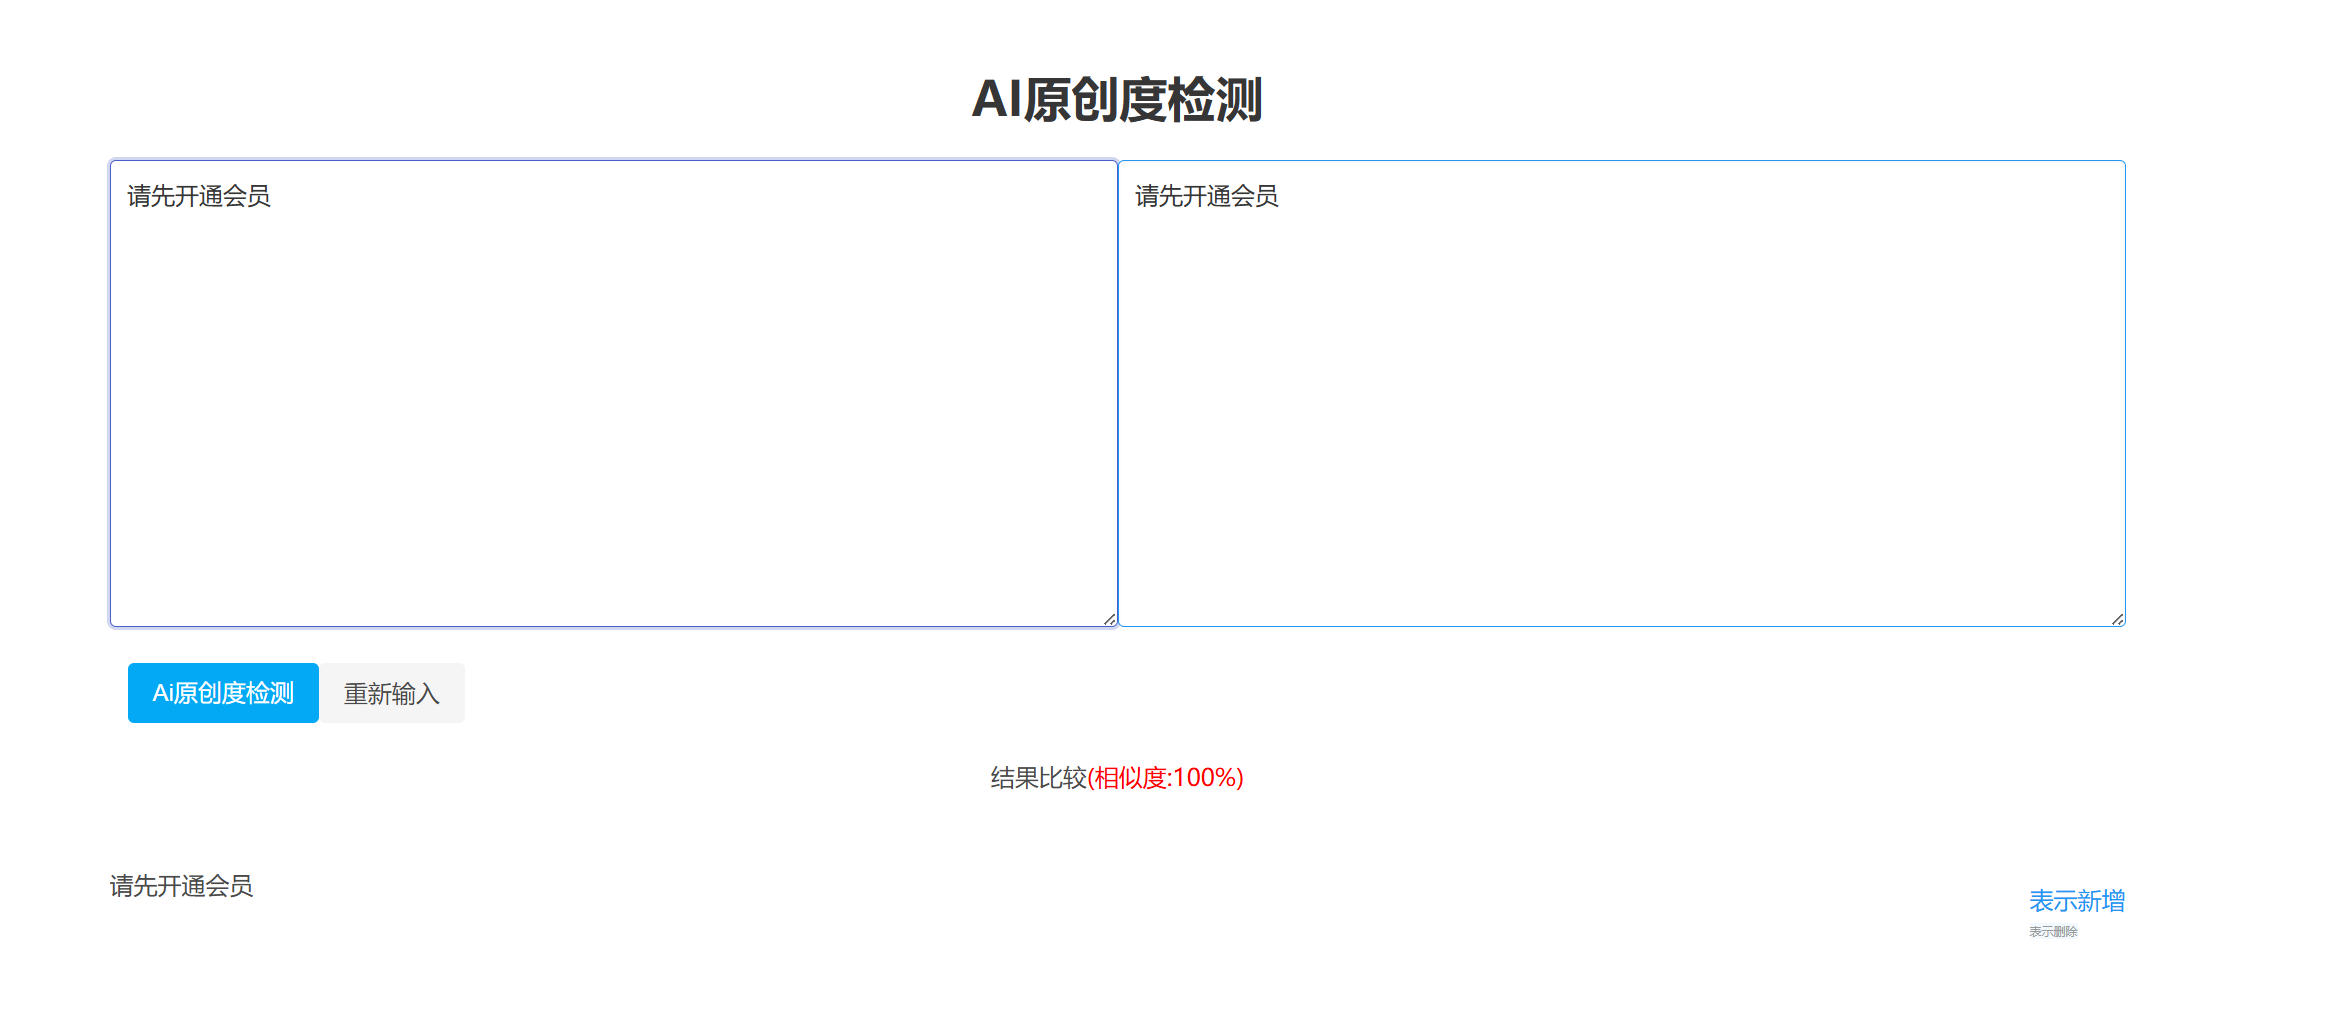 AI原创度检测
请先开通会员
请先开通会员
Ai原创度检测
重新输入
结果比较(相似度:100%)
请先开通会员
表示新增
表示删除